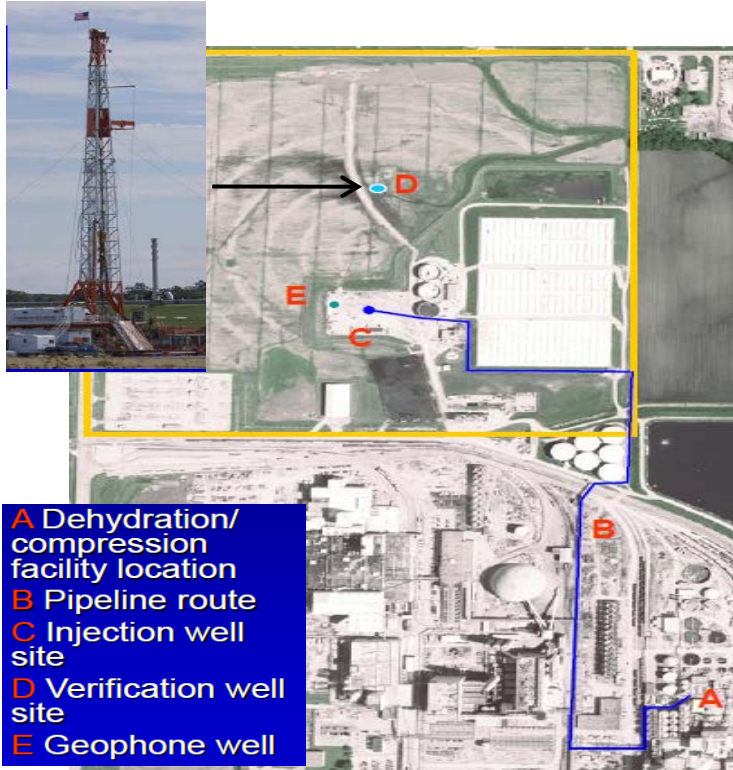 D
E
C
B
A
A Dehydration/
compression
facility location
B Pipeline route
C Injection well
site
D Verification well
site
E Geophone well